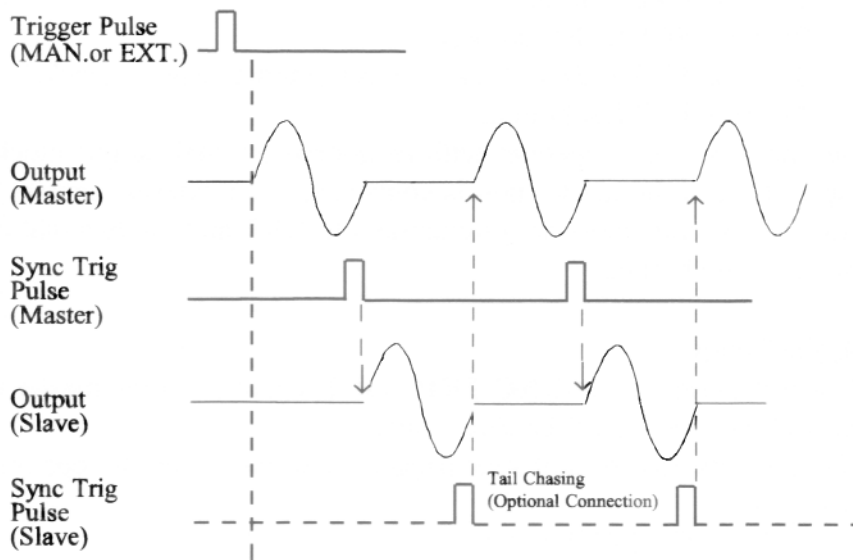 Trigger Pulse
(MAN.or EXT.)
Output
(Master)
Sync Trig
Pulse
(Master)
Output
(Slave)
Tail Chasing
(Optional Connection)
Sync Trig
Pulse
(Slave)